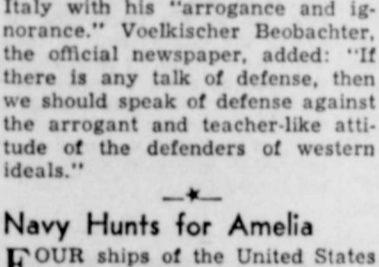 Italy with his "arrogance and ig-
norance." Voelkischer Beobachter,
the official newspaper, added: "If
there is any talk of defense, then
we should speak of defense against
the arrogant and teacher-like atti-
tude of the defenders of western
ideals."
Navy Hunts for Amelia
FOUR ships of the United States